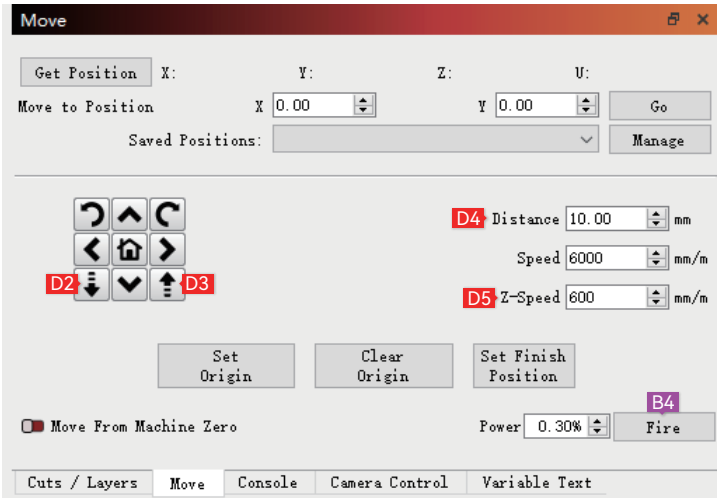 Move
Get Position X: Y: Z: U:
Move to Position X 0.00 Y 0.00 Go
Saved Positions: Manage
D4 Distance 10.00 mm
Speed 6000 mm/m
D2 D3
D5 Z-Speed 600 mm/m
Set Origin Clear Origin Set Finish Position
B4
Move From Machine Zero Power 0.30% Fire
Cuts / Layers Move Console Camera Control Variable Text